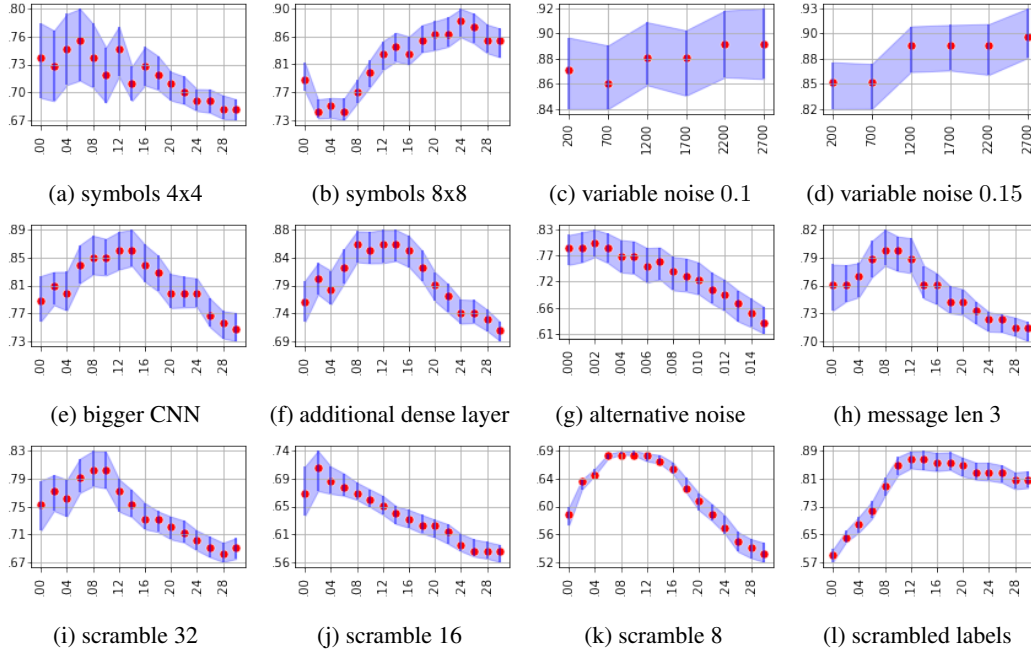 .80
.76
.73
.70
.67
.00 .04 .08 .12 .16 .20 .24 .28
(a) symbols 4x4
.90
.85
.81
.77
.73
.00 .04 .08 .12 .16 .20 .24 .28
(b) symbols 8x8
.92
.90
.88
.86
.84
200 700 1200 1700 2200 2700
(c) variable noise 0.1
.93
.90
.88
.85
.82
200 700 1200 1700 2200 2700
(d) variable noise 0.15
.89
.85
.81
.77
.73
.00 .04 .08 .12 .16 .20 .24 .28
(e) bigger CNN
.88
.83
.79
.74
.69
.00 .04 .08 .12 .16 .20 .24 .28
(f) additional dense layer
.83
.77
.72
.66
.61
.000 .002 .004 .006 .008 .010 .012 .014
(g) alternative noise
.82
.79
.76
.73
.70
.00 .04 .08 .12 .16 .20 .24 .28
(h) message len 3
.83
.79
.75
.71
.67
.00 .04 .08 .12 .16 .20 .24 .28
(i) scramble 32
.74
.69
.65
.61
.56
.00 .04 .08 .12 .16 .20 .24 .28
(j) scramble 16
.69
.64
.60
.56
.52
.00 .04 .08 .12 .16 .20 .24 .28
(k) scramble 8
.89
.81
.73
.65
.57
.00 .04 .08 .12 .16 .20 .24 .28
(l) scrambled labels